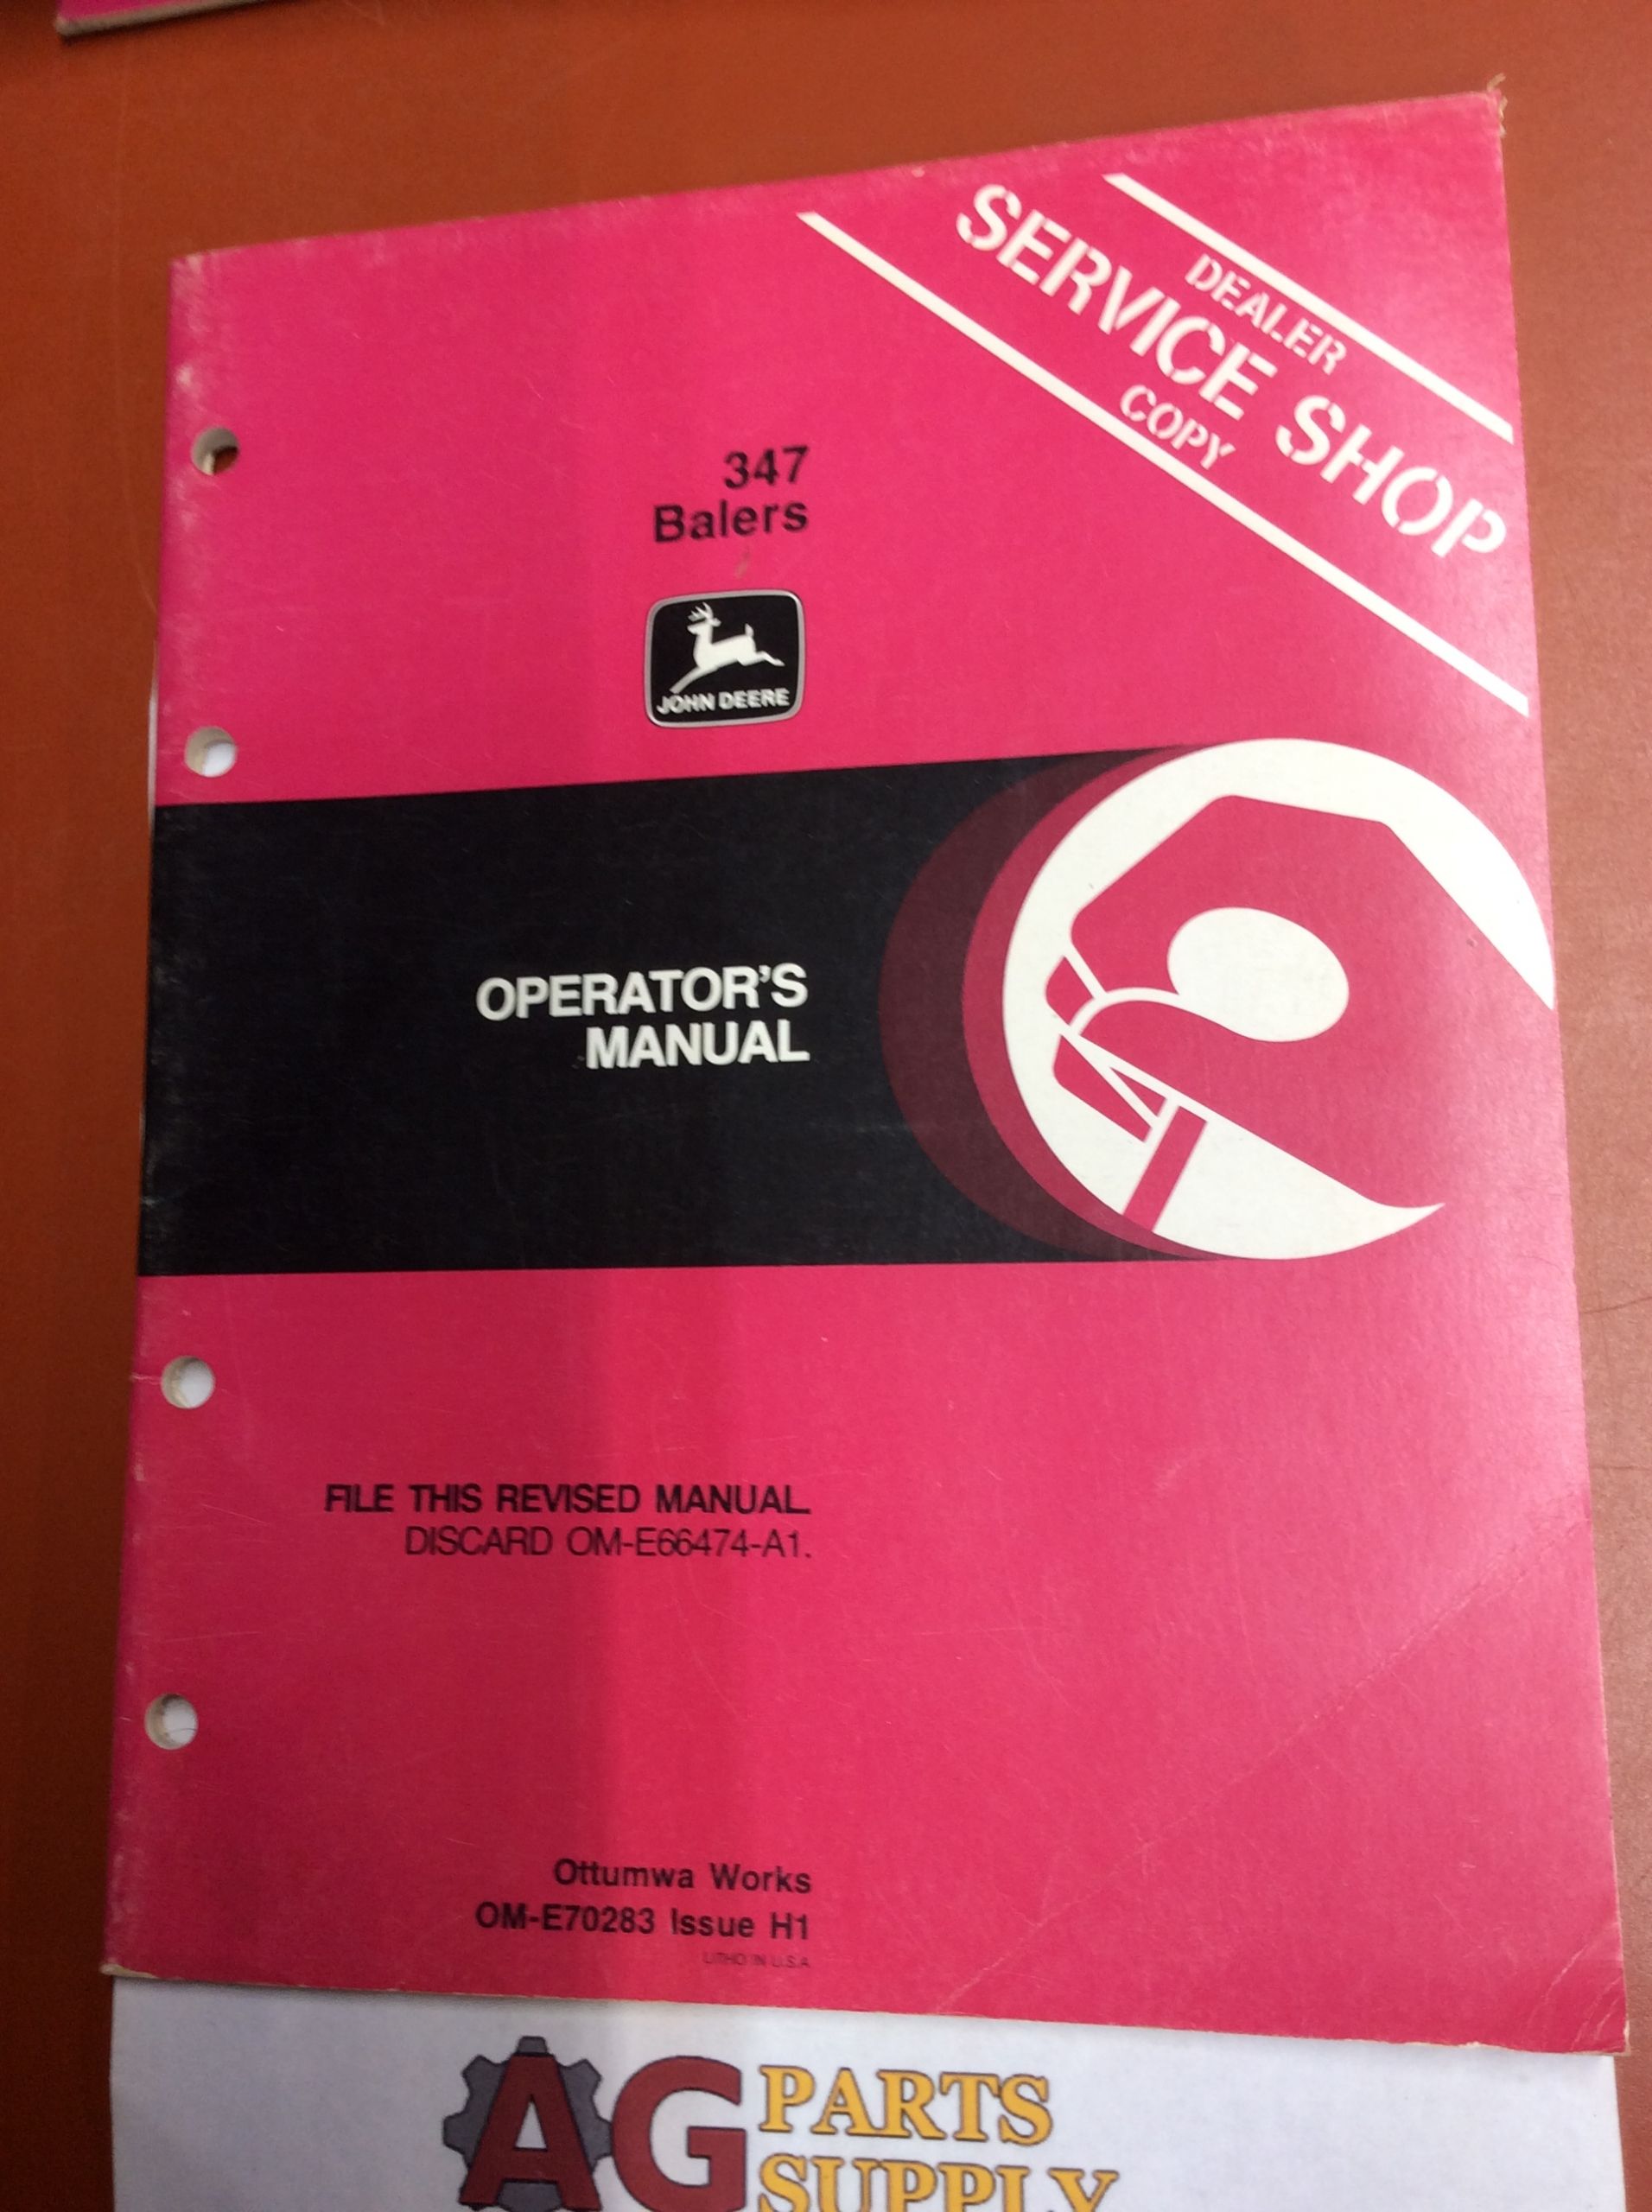 DEALER
SERVICE SHOP
COPY
347
Balers
JOHN DEERE
OPERATOR'S
MANUAL
FILE THIS REVISED MANUAL.
DISCARD OM-E66474-A1.
Ottumwa Works
OM-E70283 Issue H1
LITHO IN U.S.A
AG PARTS
SUPPLY